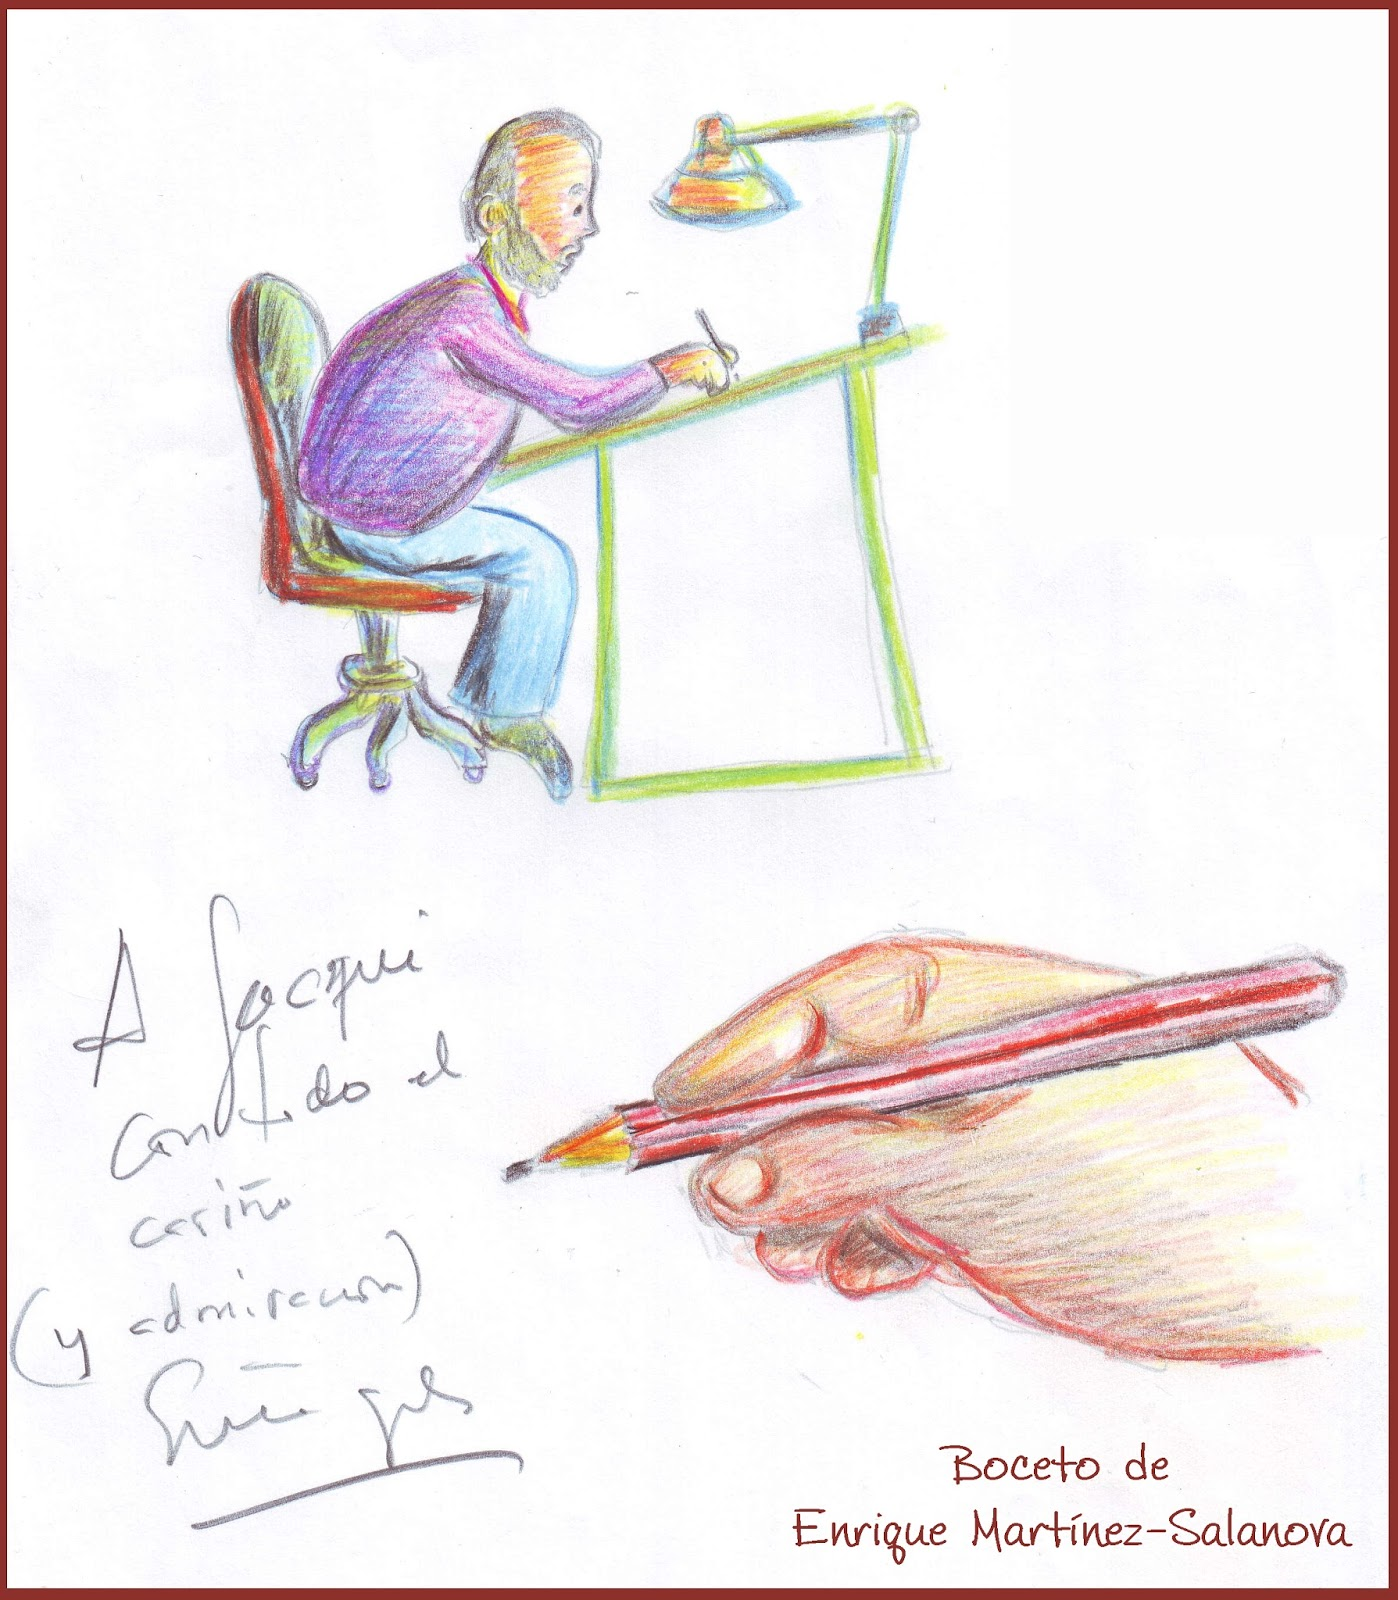 A Jacqui
con todo el
cariño
(y admiración)
Boceto de
Enrique Martínez-Salanova